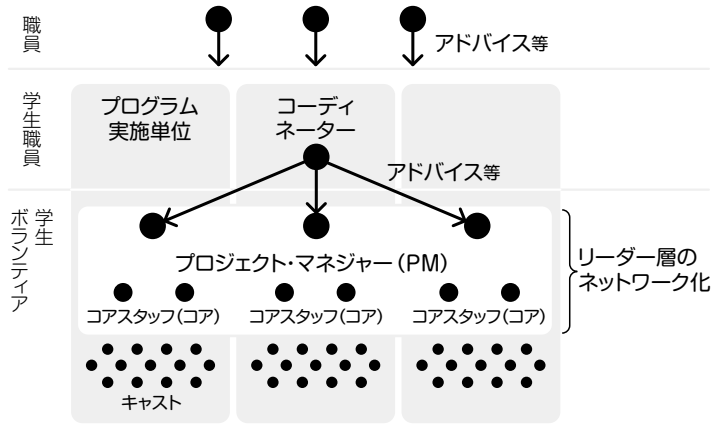 職員
アドバイス等
学生職員
プログラム
実施単位
コーディ
ネーター
アドバイス等
学生
ボランティア
プロジェクト・マネジャー(PM)
リーダー層の
ネットワーク化
コアスタッフ(コア)
コアスタッフ(コア)
コアスタッフ(コア)
キャスト